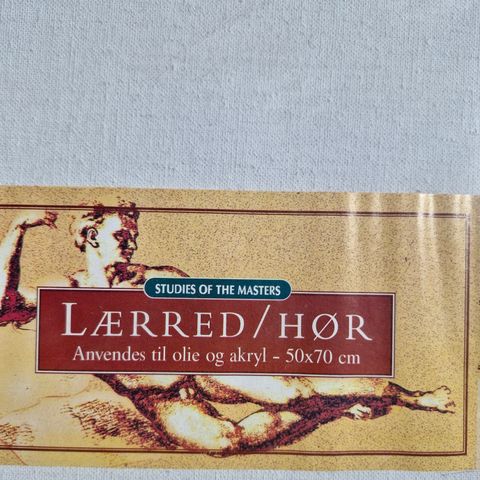 STUDIES OF THE MASTERS
LÆRRED/HØR
Anvendes til olie og akryl – 50x70 cm